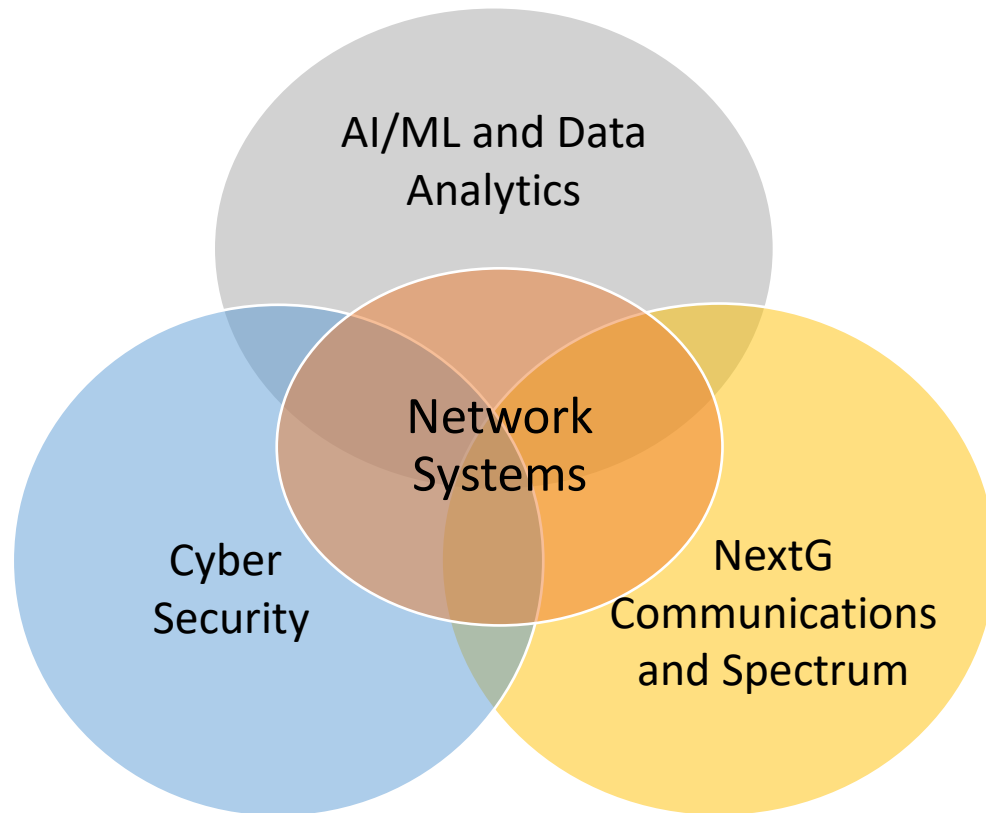 AI/ML and Data
Analytics
Network
Systems
Cyber
Security
NextG
Communications
and Spectrum